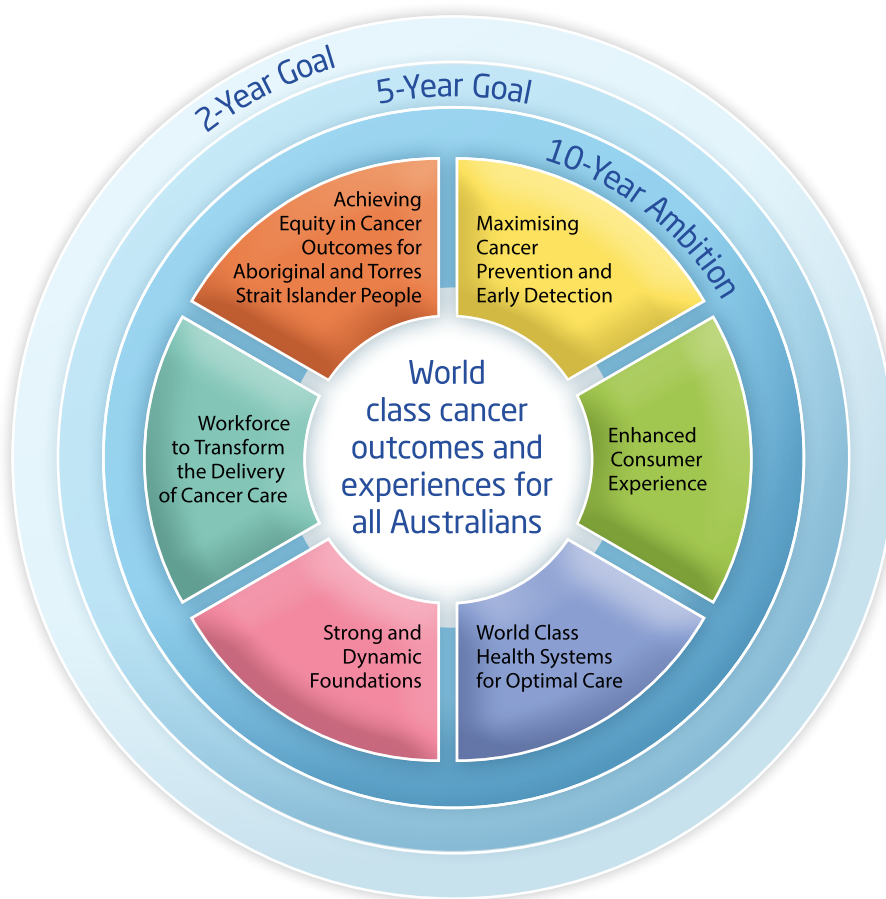 2-Year Goal
5-Year Goal
10-Year Ambition
Achieving
Equity in Cancer
Outcomes for
Aboriginal and Torres
Strait Islander People
Maximising
Cancer
Prevention and
Early Detection
Enhanced
Consumer
Experience
World Class
Health Systems
for Optimal Care
Strong and
Dynamic
Foundations
Workforce
to Transform
the Delivery
of Cancer Care
World
class cancer
outcomes and
experiences for
all Australians